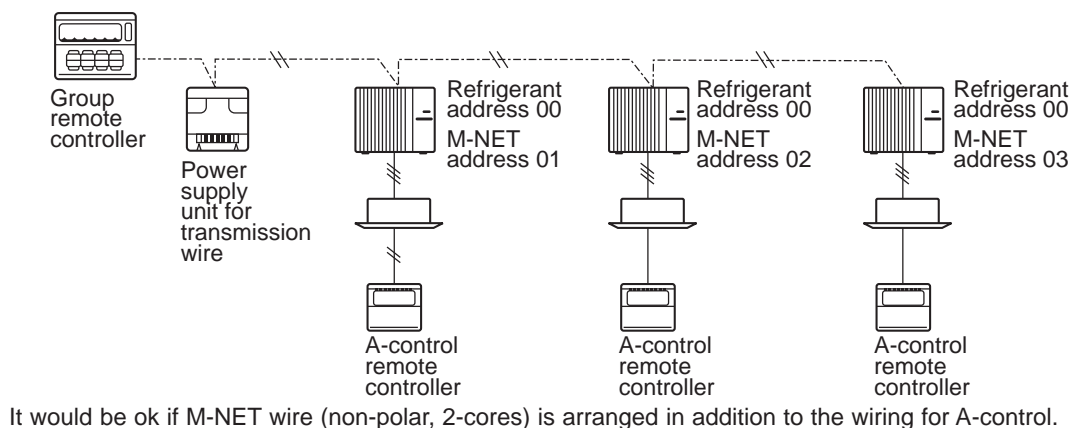 Group
remote
controller
Power
supply
unit for
transmission
wire
Refrigerant
address 00
M-NET
address 01
Refrigerant
address 00
M-NET
address 02
Refrigerant
address 00
M-NET
address 03
A-control
remote
controller
A-control
remote
controller
A-control
remote
controller
It would be ok if M-NET wire (non-polar, 2-cores) is arranged in addition to the wiring for A-control.